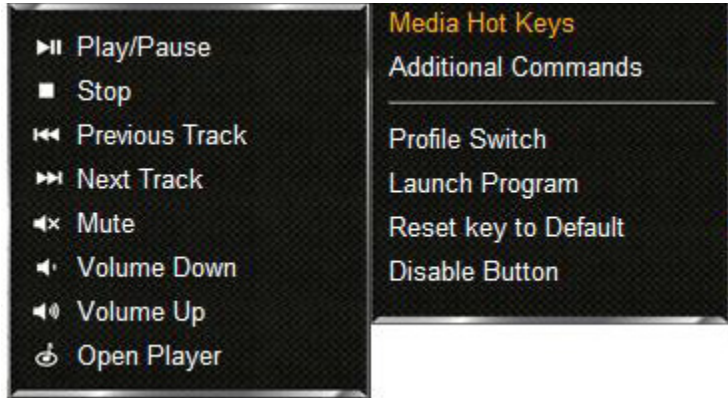 Play/Pause
Stop
Previous Track
Next Track
Mute
Volume Down
Volume Up
Open Player
Media Hot Keys
Additional Commands
Profile Switch
Launch Program
Reset key to Default
Disable Button